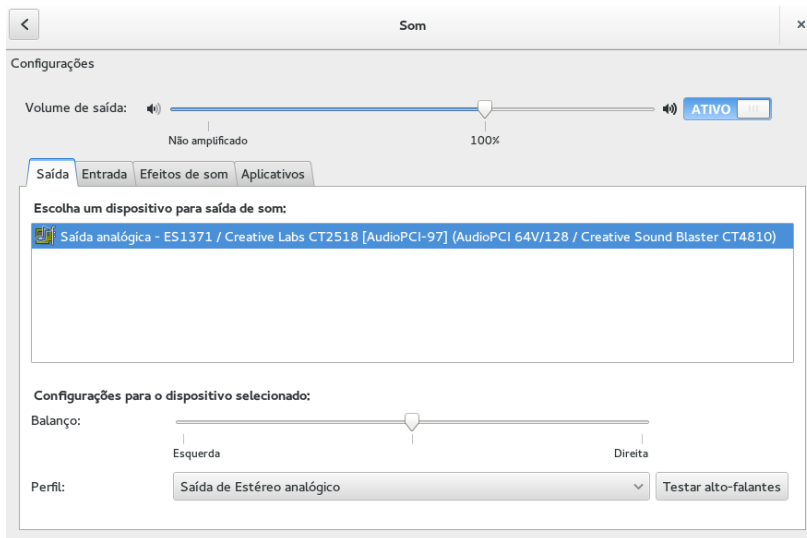 Som
Configurações
Volume de saída:
ATIVO
Não amplificado
100%
Saída
Entrada
Efeitos de som
Aplicativos
Escolha um dispositivo para saída de som:
Saída analógica - ES1371 / Creative Labs CT2518 [AudioPCI-97] (AudioPCI 64V/128 / Creative Sound Blaster CT4810)
Configurações para o dispositivo selecionado:
Balanço:
Esquerda
Direita
Perfil:
Saída de Estéreo analógico
Testar alto-falantes